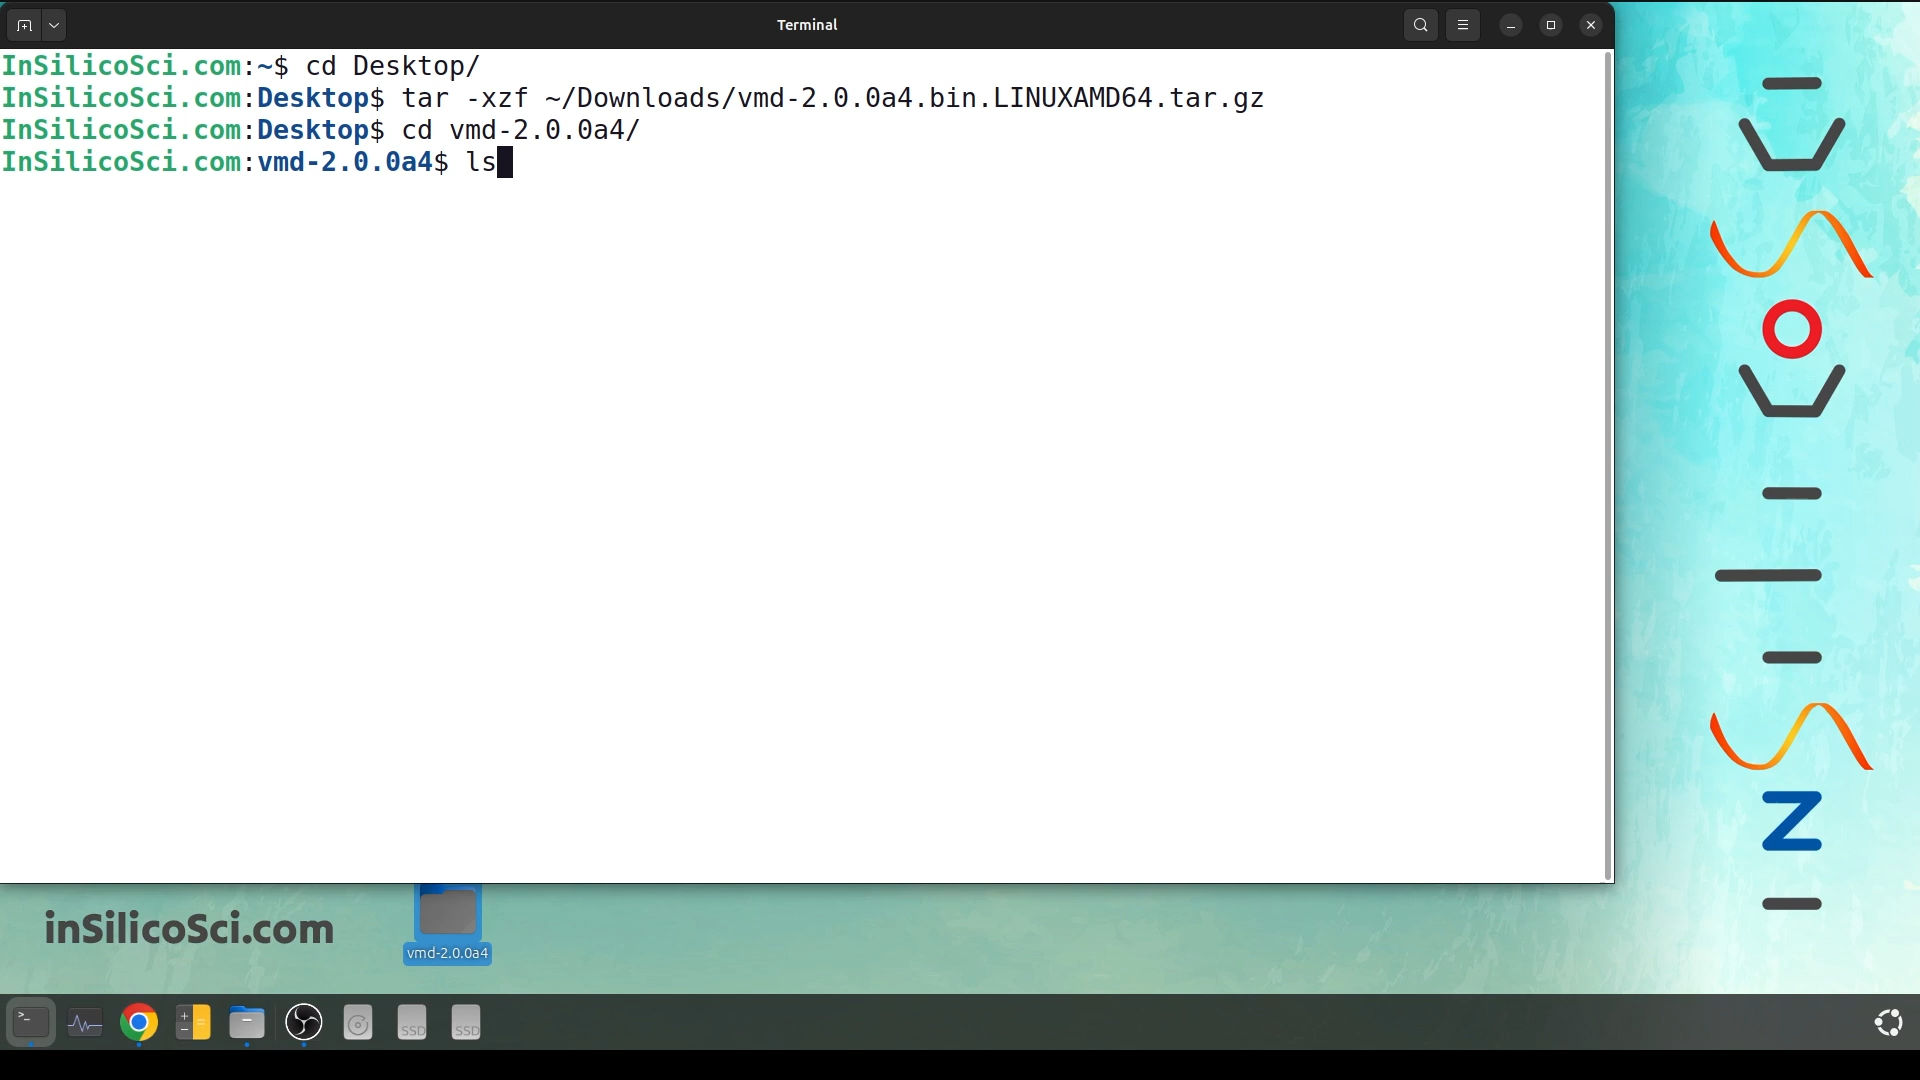 Terminal
InSilicoSci.com:~$ cd Desktop/
InSilicoSci.com:Desktop$ tar -xzf ~/Downloads/vmd-2.0.0a4.bin.LINUXAMD64.tar.gz
InSilicoSci.com:Desktop$ cd vmd-2.0.0a4/
InSilicoSci.com:vmd-2.0.0a4$ ls
inSilicoSci.com
vmd-2.0.0a4
SSD
SSD